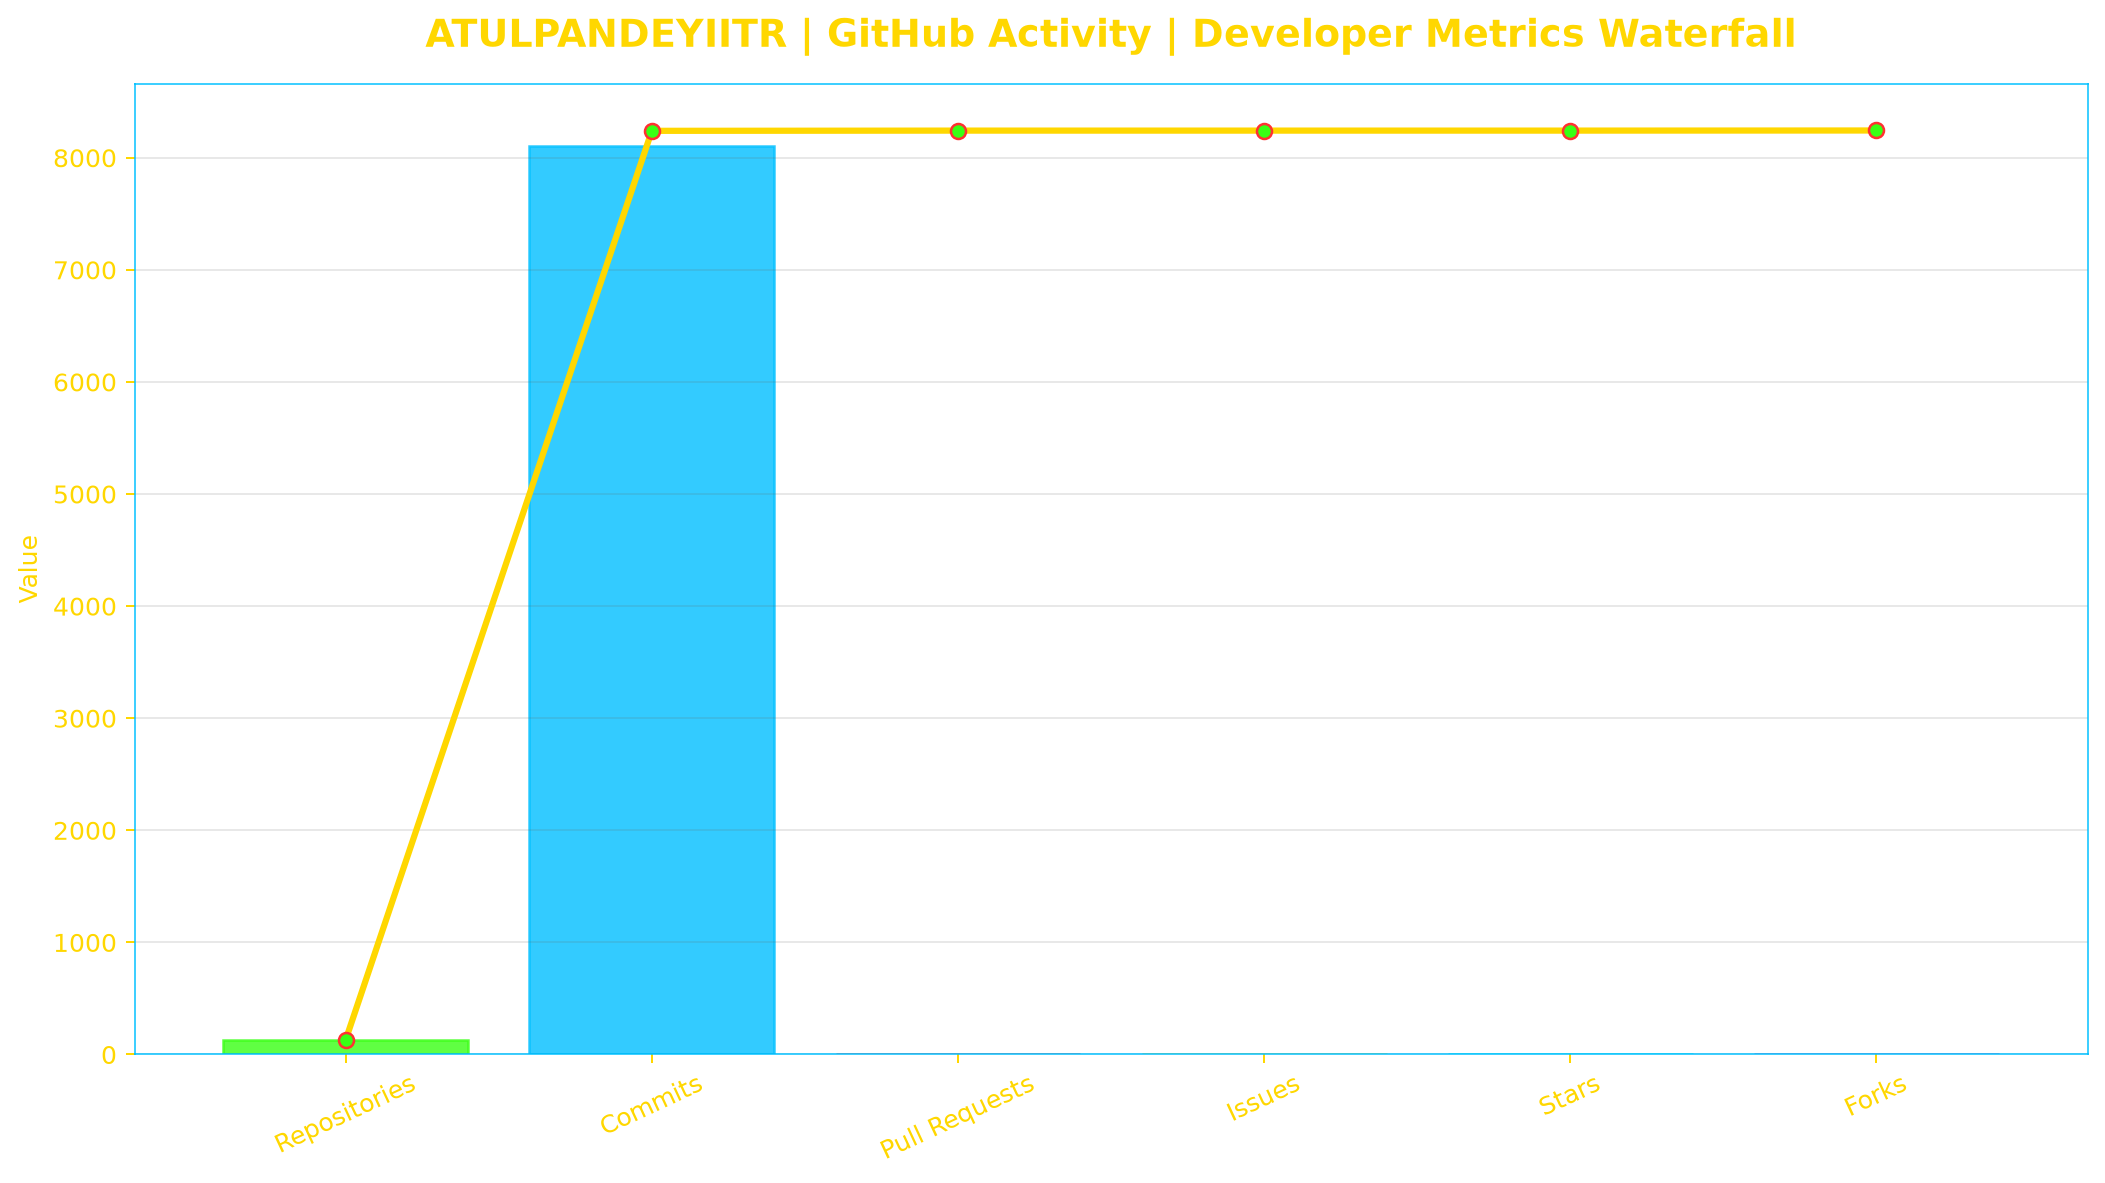 ATULPANDEYIITR | GitHub Activity | Developer Metrics Waterfall
8000
7000
6000
5000
4000
3000
2000
1000
0
Value
Repositories
Commits
Pull Requests
Issues
Stars
Forks